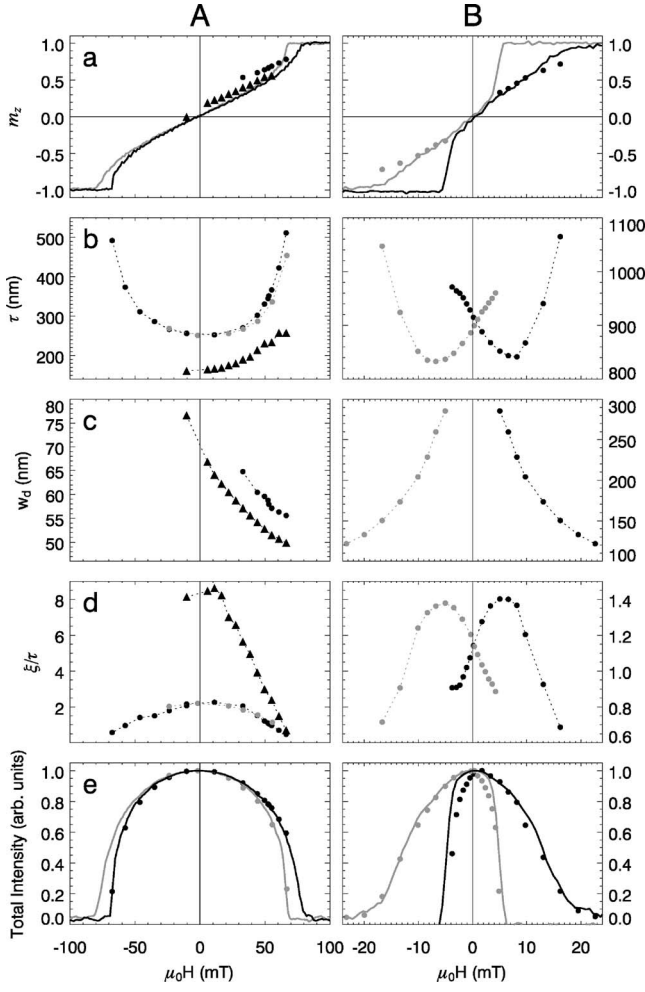 A B
a
m_z
1.0 1.0
0.5 0.5
0.0 0.0
-0.5 -0.5
-1.0 -1.0
b
τ (nm)
500 1100
400 1000
300 900
200 800
c
w_d (nm)
80 300
75
70 250
65
60 200
55 150
50 100
d
ξ/τ
8 1.4
6 1.2
4 1.0
2 0.8
0.6
e
Total Intensity (arb. units)
1.0 1.0
0.8 0.8
0.6 0.6
0.4 0.4
0.2 0.2
0.0 0.0
-100 -50 0 50 100 -20 -10 0 10 20
μ₀H (mT) μ₀H (mT)